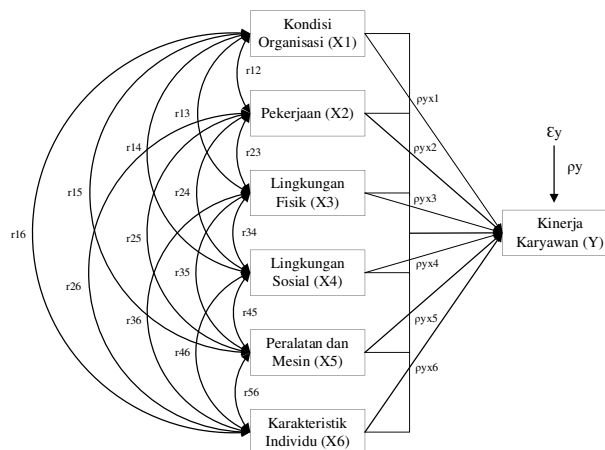 Kondisi
Organisasi (X1)
r12
r13
ρyx1
Pekerjaan (X2)
εy
r14
r23
ρyx2
ρy
r15
r24
Lingkungan
Fisik (X3)
ρyx3
r16
r25
r34
Kinerja
Karyawan (Y)
r26
r35
Lingkungan
Sosial (X4)
ρyx4
r36
r45
r46
Peralatan dan
Mesin (X5)
ρyx5
r56
ρyx6
Karakteristik
Individu (X6)